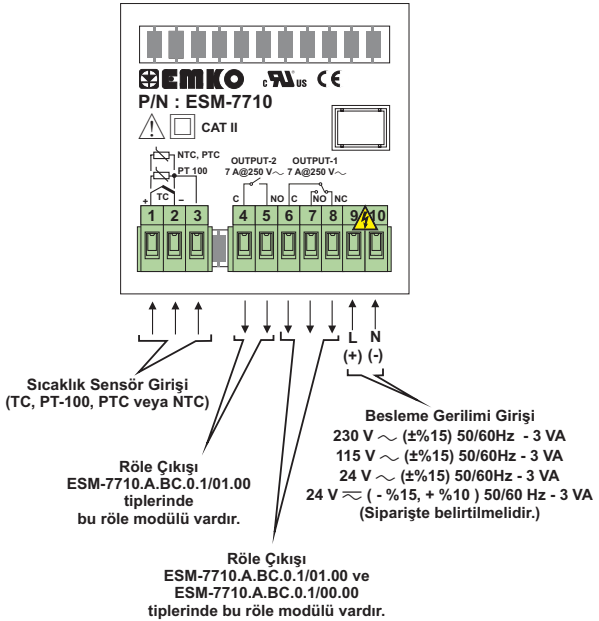 EMKO c RU US CE
P/N : ESM-7710
CAT II
NTC, PTC
PT 100
+ TC −
OUTPUT-2 OUTPUT-1
7 A@250 V～ 7 A@250 V～
C NO C NO NC
1 2 3 4 5 6 7 8 9 10
L N
(+) (-)
Sıcaklık Sensör Girişi
(TC, PT-100, PTC veya NTC)
Besleme Gerilimi Girişi
230 V ～ (±%15) 50/60Hz - 3 VA
115 V ～ (±%15) 50/60Hz - 3 VA
24 V ～ (±%15) 50/60Hz - 3 VA
24 V ⏦ ( - %15, + %10 ) 50/60 Hz - 3 VA
(Siparişte belirtilmelidir.)
Röle Çıkışı
ESM-7710.A.BC.0.1/01.00
tiplerinde
bu röle modülü vardır.
Röle Çıkışı
ESM-7710.A.BC.0.1/01.00 ve
ESM-7710.A.BC.0.1/00.00
tiplerinde bu röle modülü vardır.